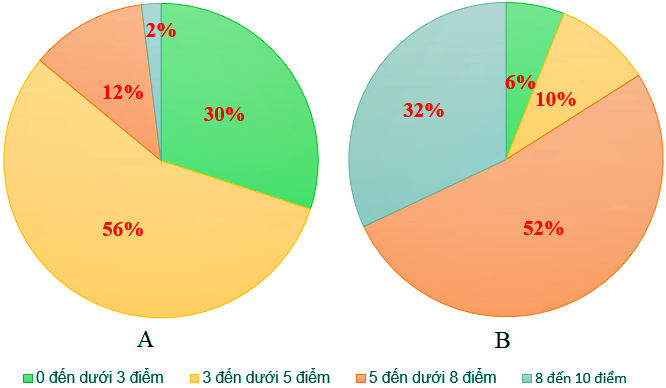 2%
12%
30%
56%
6%
10%
32%
52%
A
B
0 đến dưới 3 điểm
3 đến dưới 5 điểm
5 đến dưới 8 điểm
8 đến 10 điểm